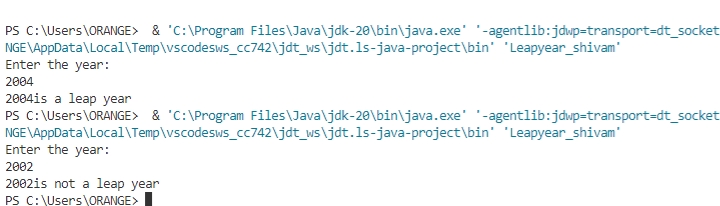 PS C:\Users\ORANGE>  & 'C:\Program Files\Java\jdk-20\bin\java.exe' '-agentlib:jdwp=transport=dt_socket
NGE\AppData\Local\Temp\vscodesws_cc742\jdt_ws\jdt.ls-java-project\bin' 'Leapyear_shivam'
Enter the year:
2004
2004is a leap year
PS C:\Users\ORANGE>  & 'C:\Program Files\Java\jdk-20\bin\java.exe' '-agentlib:jdwp=transport=dt_socket
NGE\AppData\Local\Temp\vscodesws_cc742\jdt_ws\jdt.ls-java-project\bin' 'Leapyear_shivam'
Enter the year:
2002
2002is not a leap year
PS C:\Users\ORANGE>